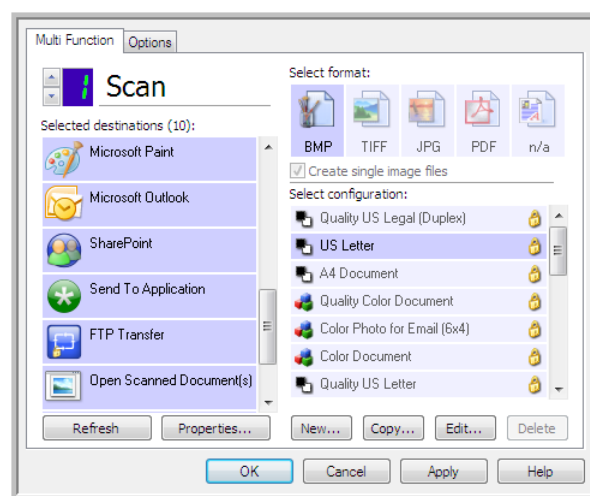 Multi Function
Options
1
Scan
Selected destinations (10):
Microsoft Paint
Microsoft Outlook
SharePoint
Send To Application
FTP Transfer
Open Scanned Document(s)
Refresh
Properties...
Select format:
BMP TIFF JPG PDF n/a
Create single image files
Select configuration:
Quality US Legal (Duplex)
US Letter
A4 Document
Quality Color Document
Color Photo for Email (6x4)
Color Document
Quality US Letter
New... Copy... Edit... Delete
OK Cancel Apply Help